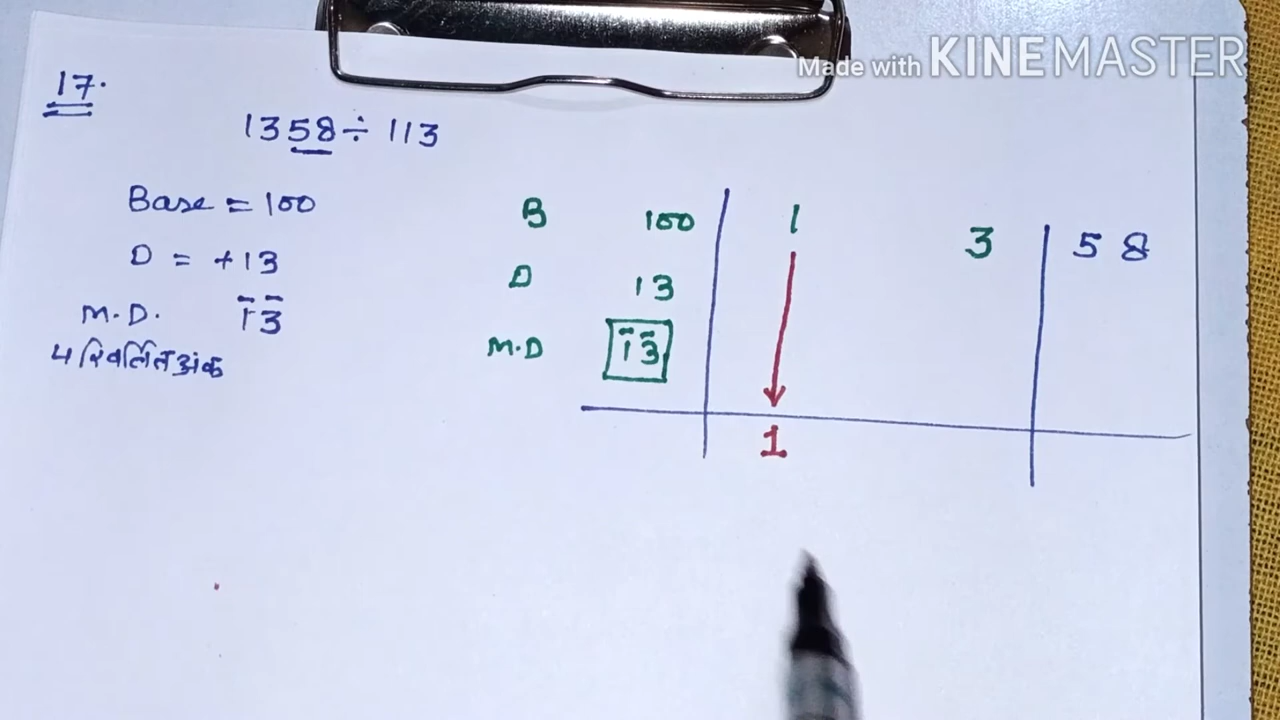 Made with KINEMASTER
17.
1358 ÷ 113
Base = 100
D = +13
M.D. 1̅3̅
परिवर्तित अंक
B 100 1 3 58
D 13
M.D 1̅3̅
1